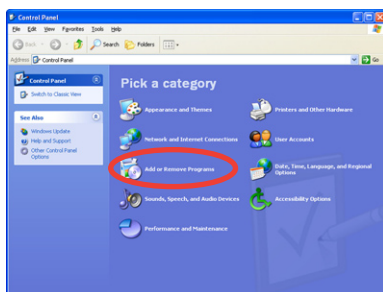 Control Panel
File Edit View Favorites Tools Help
Back Search Folders
Address Control Panel Go
Control Panel
Switch to Classic View
See Also
Windows Update
Help and Support
Other Control Panel
Options
Pick a category
Appearance and Themes
Printers and Other Hardware
Network and Internet Connections
User Accounts
Add or Remove Programs
Date, Time, Language, and Regional
Options
Sounds, Speech, and Audio Devices
Accessibility Options
Performance and Maintenance